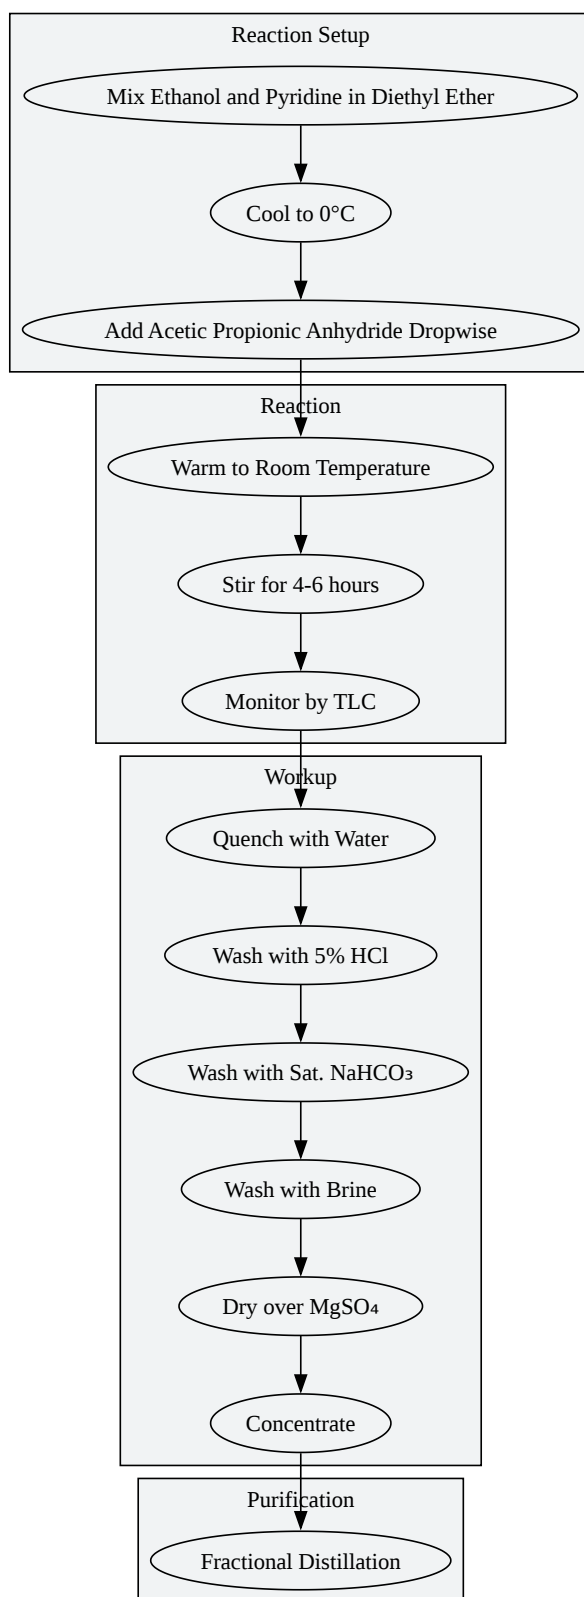 Reaction Setup
Mix Ethanol and Pyridine in Diethyl Ether
Cool to 0°C
Add Acetic Propionic Anhydride Dropwise
Reaction
Warm to Room Temperature
Stir for 4-6 hours
Monitor by TLC
Workup
Quench with Water
Wash with 5% HCl
Wash with Sat. NaHCO₃
Wash with Brine
Dry over MgSO₄
Concentrate
Purification
Fractional Distillation